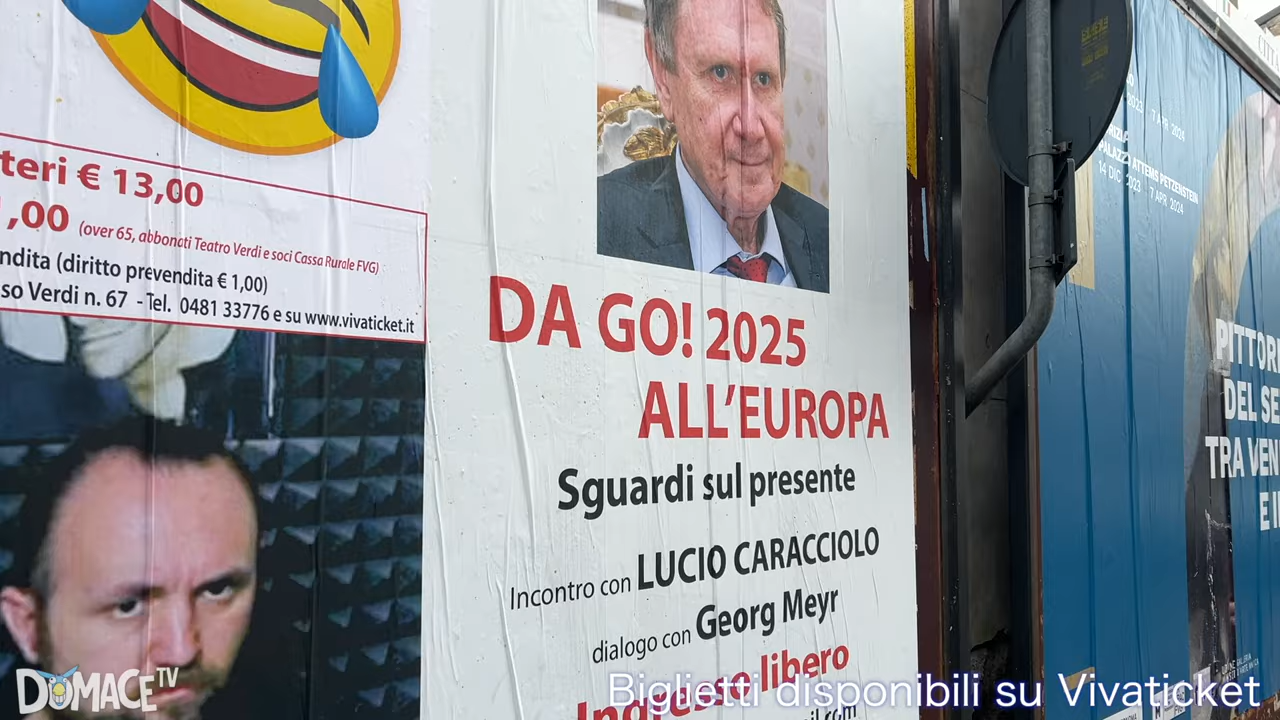 teri € 13,00
,00 (over 65, abbonati Teatro Verdi e soci Cassa Rurale FVG)
ndita (diritto prevendita € 1,00)
so Verdi n. 67 - Tel. 0481 33776 e su www.vivaticket.it
DA GO! 2025
ALL'EUROPA
Sguardi sul presente
Incontro con LUCIO CARACCIOLO
dialogo con Georg Meyr
Ingresso libero
PALAZZO ATTEMS PETZENSTEIN
14 DIC 2023 7 APR 2024
PITTORI
DEL SE
TRA VEN
E I
DOMACE TV
Biglietti disponibili su Vivaticket